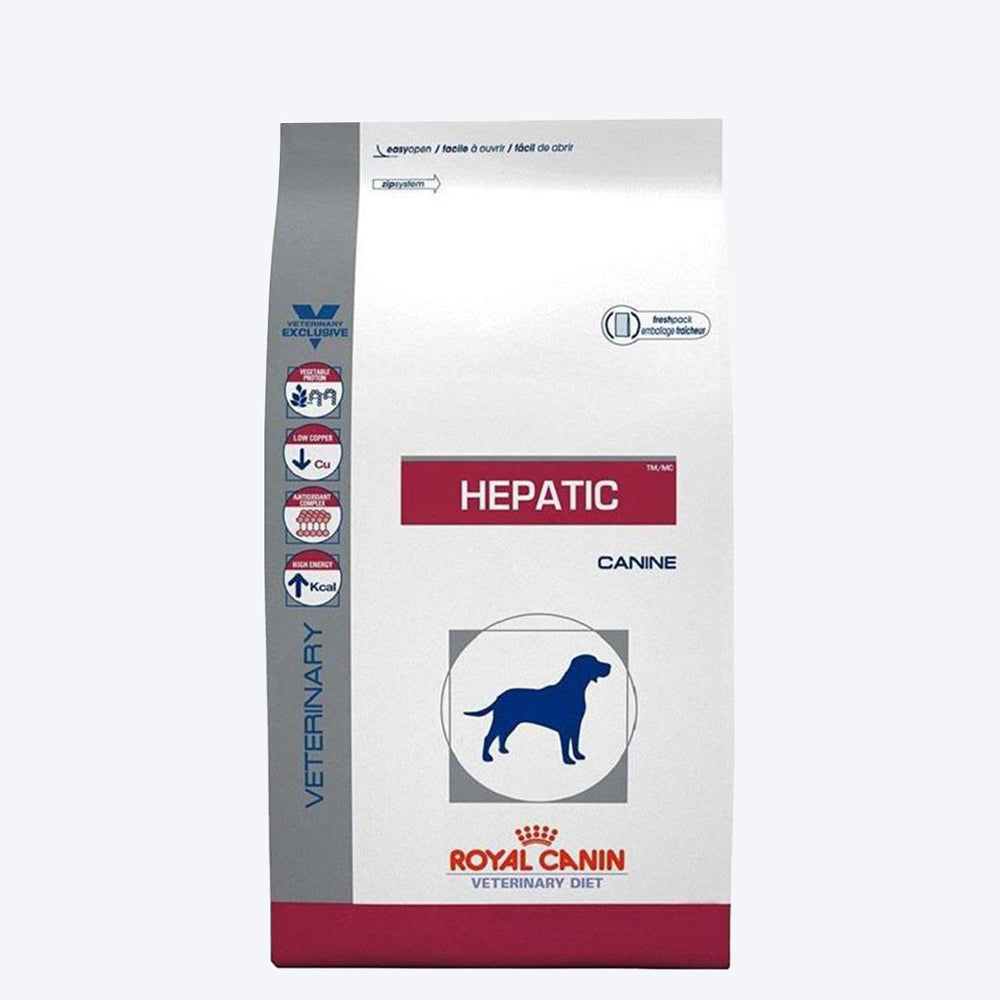 easyopen / facile à ouvrir / fácil de abrir
zipsystem
freshpack
emballage fraîcheur
VETERINARY
EXCLUSIVE
VEGETABLE
PROTEIN
LOW COPPER
Cu
ANTIOXIDANT
COMPLEX
HIGH ENERGY
Kcal
VETERINARY
TM/MC
HEPATIC
CANINE
ROYAL CANIN
VETERINARY DIET